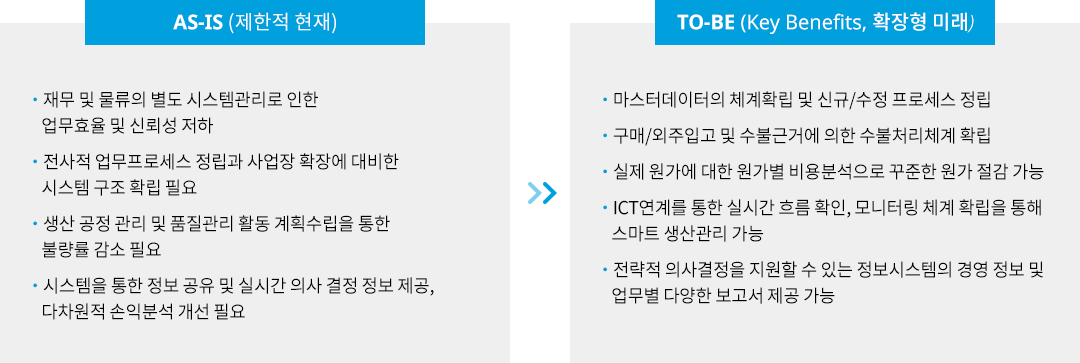 AS-IS (제한적 현재)
• 재무 및 물류의 별도 시스템관리로 인한
업무효율 및 신뢰성 저하
• 전사적 업무프로세스 정립과 사업장 확장에 대비한
시스템 구조 확립 필요
• 생산 공정 관리 및 품질관리 활동 계획수립을 통한
불량률 감소 필요
• 시스템을 통한 정보 공유 및 실시간 의사 결정 정보 제공,
다차원적 손익분석 개선 필요
TO-BE (Key Benefits, 확장형 미래)
• 마스터데이터의 체계확립 및 신규/수정 프로세스 정립
• 구매/외주입고 및 수불근거에 의한 수불처리체계 확립
• 실제 원가에 대한 원가별 비용분석으로 꾸준한 원가 절감 가능
• ICT연계를 통한 실시간 흐름 확인, 모니터링 체계 확립을 통해
스마트 생산관리 가능
• 전략적 의사결정을 지원할 수 있는 정보시스템의 경영 정보 및
업무별 다양한 보고서 제공 가능